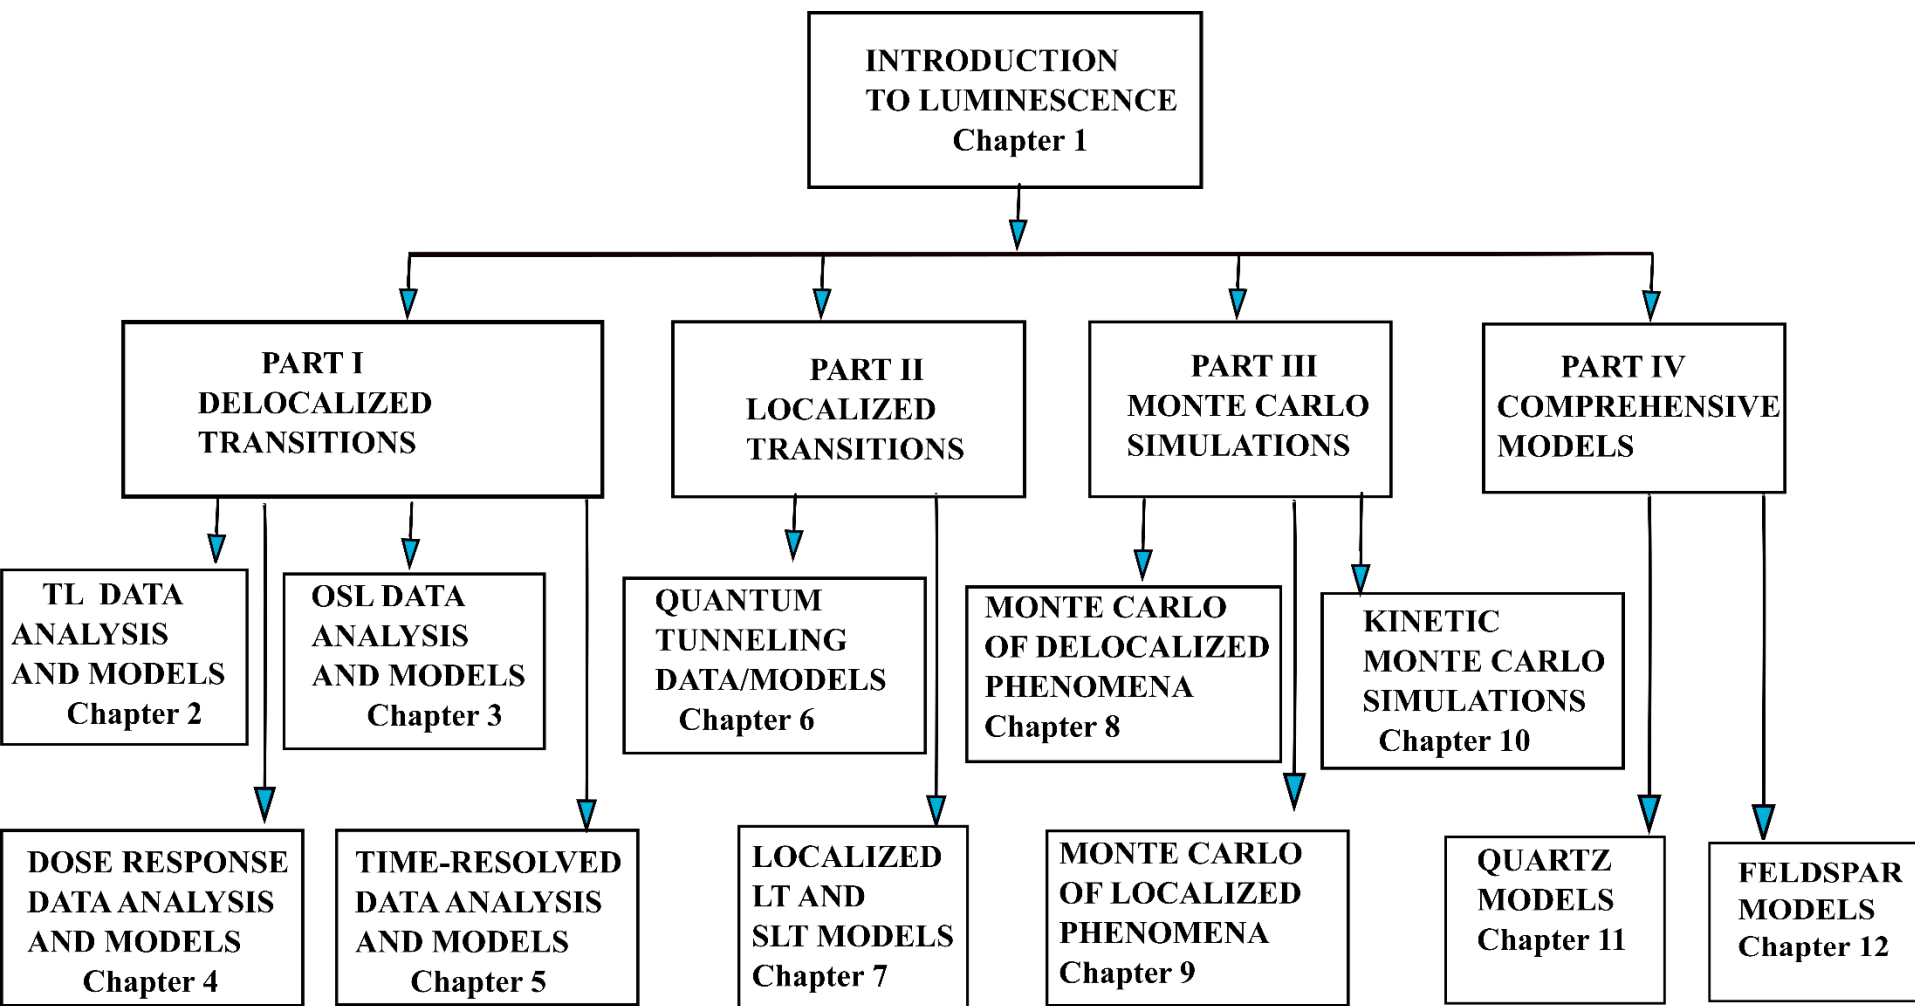 INTRODUCTION
TO LUMINESCENCE
Chapter 1
PART I
DELOCALIZED
TRANSITIONS
PART II
LOCALIZED
TRANSITIONS
PART III
MONTE CARLO
SIMULATIONS
PART IV
COMPREHENSIVE
MODELS
TL DATA
ANALYSIS
AND MODELS
Chapter 2
OSL DATA
ANALYSIS
AND MODELS
Chapter 3
QUANTUM
TUNNELING
DATA/MODELS
Chapter 6
MONTE CARLO
OF DELOCALIZED
PHENOMENA
Chapter 8
KINETIC
MONTE CARLO
SIMULATIONS
Chapter 10
DOSE RESPONSE
DATA ANALYSIS
AND MODELS
Chapter 4
TIME-RESOLVED
DATA ANALYSIS
AND MODELS
Chapter 5
LOCALIZED
LT AND
SLT MODELS
Chapter 7
MONTE CARLO
OF LOCALIZED
PHENOMENA
Chapter 9
QUARTZ
MODELS
Chapter 11
FELDSPAR
MODELS
Chapter 12